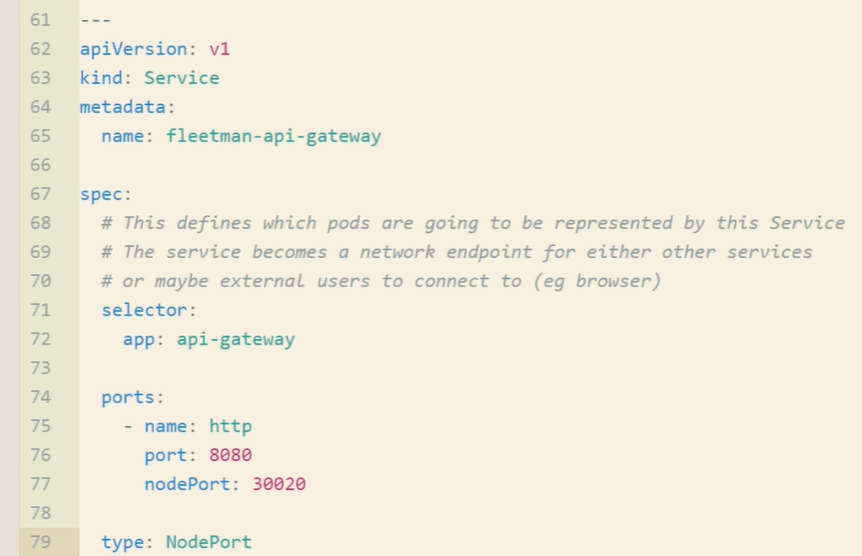 61 ---
62 apiVersion: v1
63 kind: Service
64 metadata:
65   name: fleetman-api-gateway
66
67 spec:
68   # This defines which pods are going to be represented by this Service
69   # The service becomes a network endpoint for either other services
70   # or maybe external users to connect to (eg browser)
71   selector:
72     app: api-gateway
73
74   ports:
75     - name: http
76       port: 8080
77       nodePort: 30020
78
79   type: NodePort